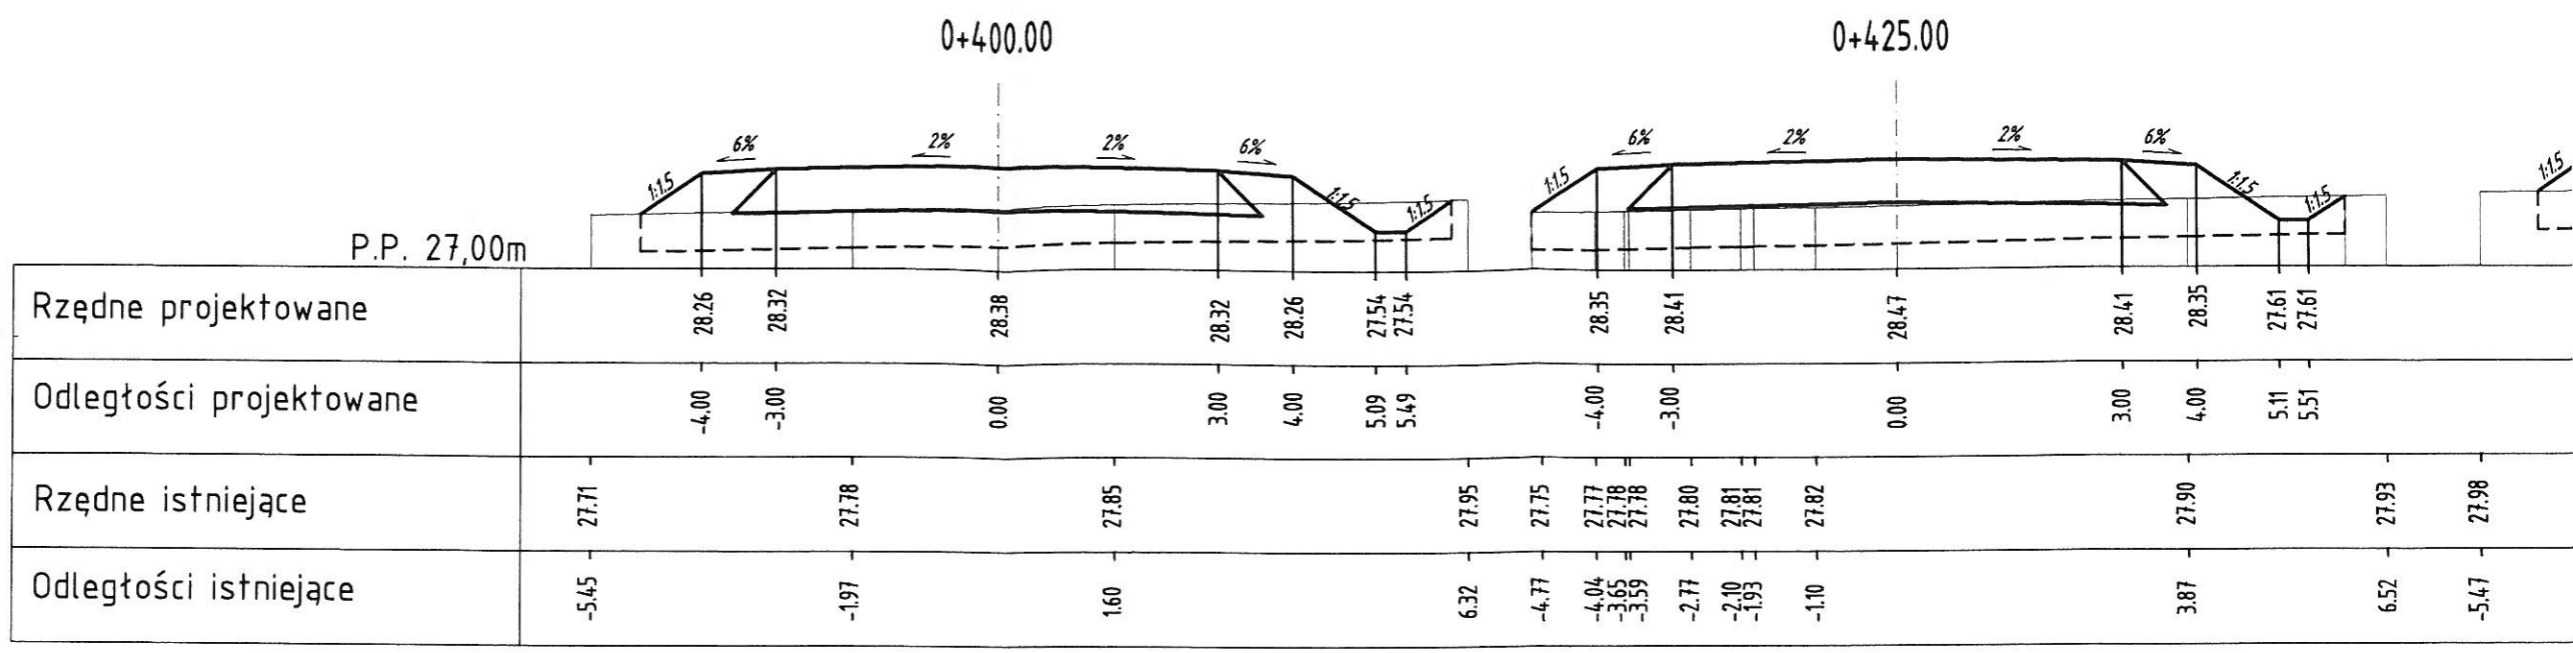 0+400.00 0+425.00
6% 2% 2% 6% 6% 2% 2% 6%
1:1.5 1:1.5 1:1.5 1:1.5 1:1.5 1:1.5 1:1.5
P.P. 27,00m
Rzędne projektowane 28.26 28.32 28.38 28.32 28.26 27.54 27.54 28.35 28.41 28.47 28.41 28.35 27.61 27.61
Odległości projektowane -4.00 -3.00 0.00 3.00 4.00 5.09 5.49 -4.00 -3.00 0.00 3.00 4.00 5.11 5.51
Rzędne istniejące 27.71 27.78 27.85 27.95 27.75 27.77 27.78 27.78 27.80 27.81 27.81 27.82 27.90 27.93 27.98
Odległości istniejące -5.45 -1.97 1.60 6.32 -4.77 -4.04 -3.65 -3.59 -2.77 -2.10 -1.93 -1.10 3.87 6.52 -5.47